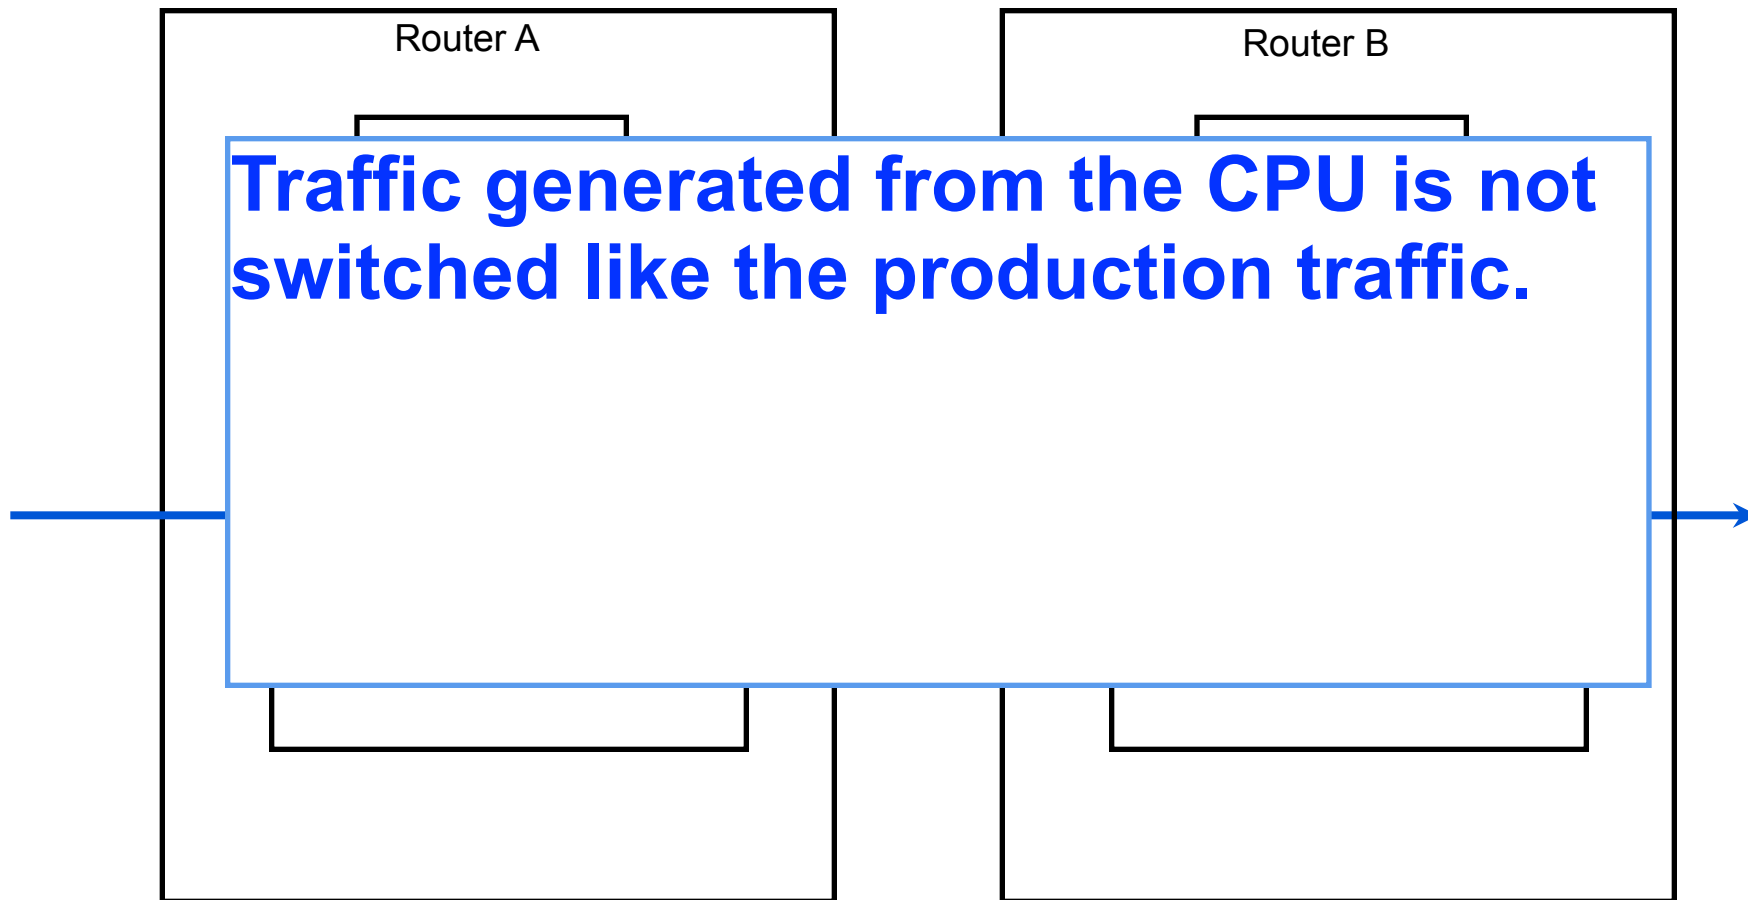 Router A
Router B
Traffic generated from the CPU is not
switched like the production traffic.